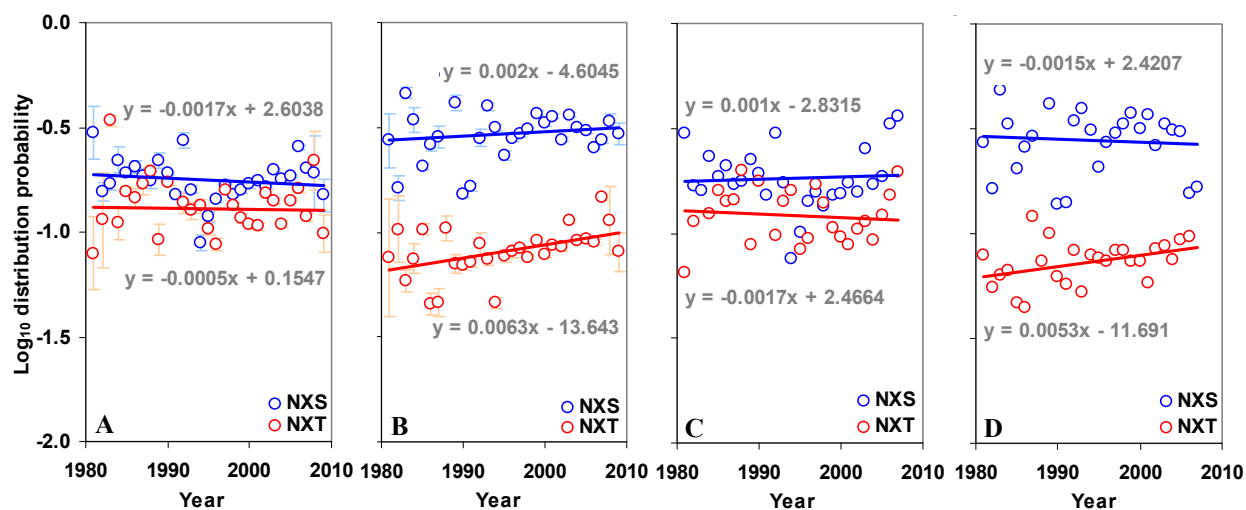 Log₁₀ distribution probability
0.0
-0.5
-1.0
-1.5
-2.0
y = -0.0017x + 2.6038
y = -0.0005x + 0.1547
A
NXS
NXT
1980 1990 2000 2010
Year
y = 0.002x - 4.6045
y = 0.0063x - 13.643
B
NXS
NXT
1980 1990 2000 2010
Year
y = 0.001x - 2.8315
y = -0.0017x + 2.4664
C
NXS
NXT
1980 1990 2000 2010
Year
y = -0.0015x + 2.4207
y = 0.0053x - 11.691
D
NXS
NXT
1980 1990 2000 2010
Year